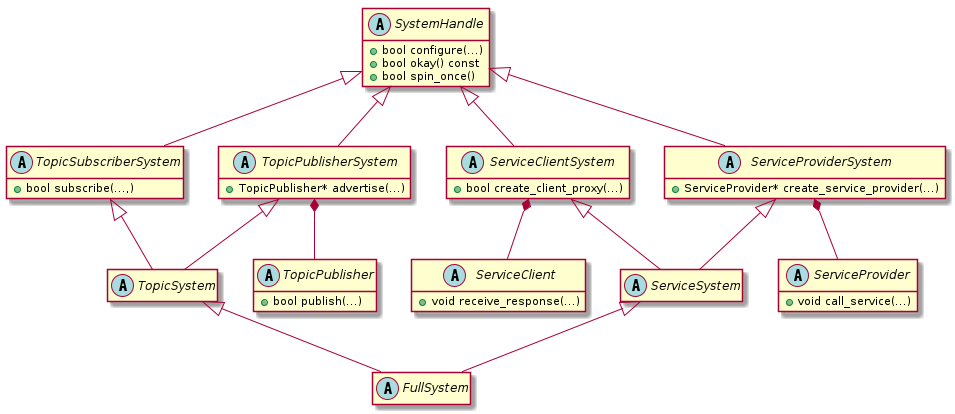 A SystemHandle
bool configure(...)
bool okay() const
bool spin_once()
A TopicSubscriberSystem
bool subscribe(...,)
A TopicPublisherSystem
TopicPublisher* advertise(...)
A ServiceClientSystem
bool create_client_proxy(...)
A ServiceProviderSystem
ServiceProvider* create_service_provider(...)
A TopicSystem
A TopicPublisher
bool publish(...)
A ServiceClient
void receive_response(...)
A ServiceSystem
A ServiceProvider
void call_service(...)
A FullSystem